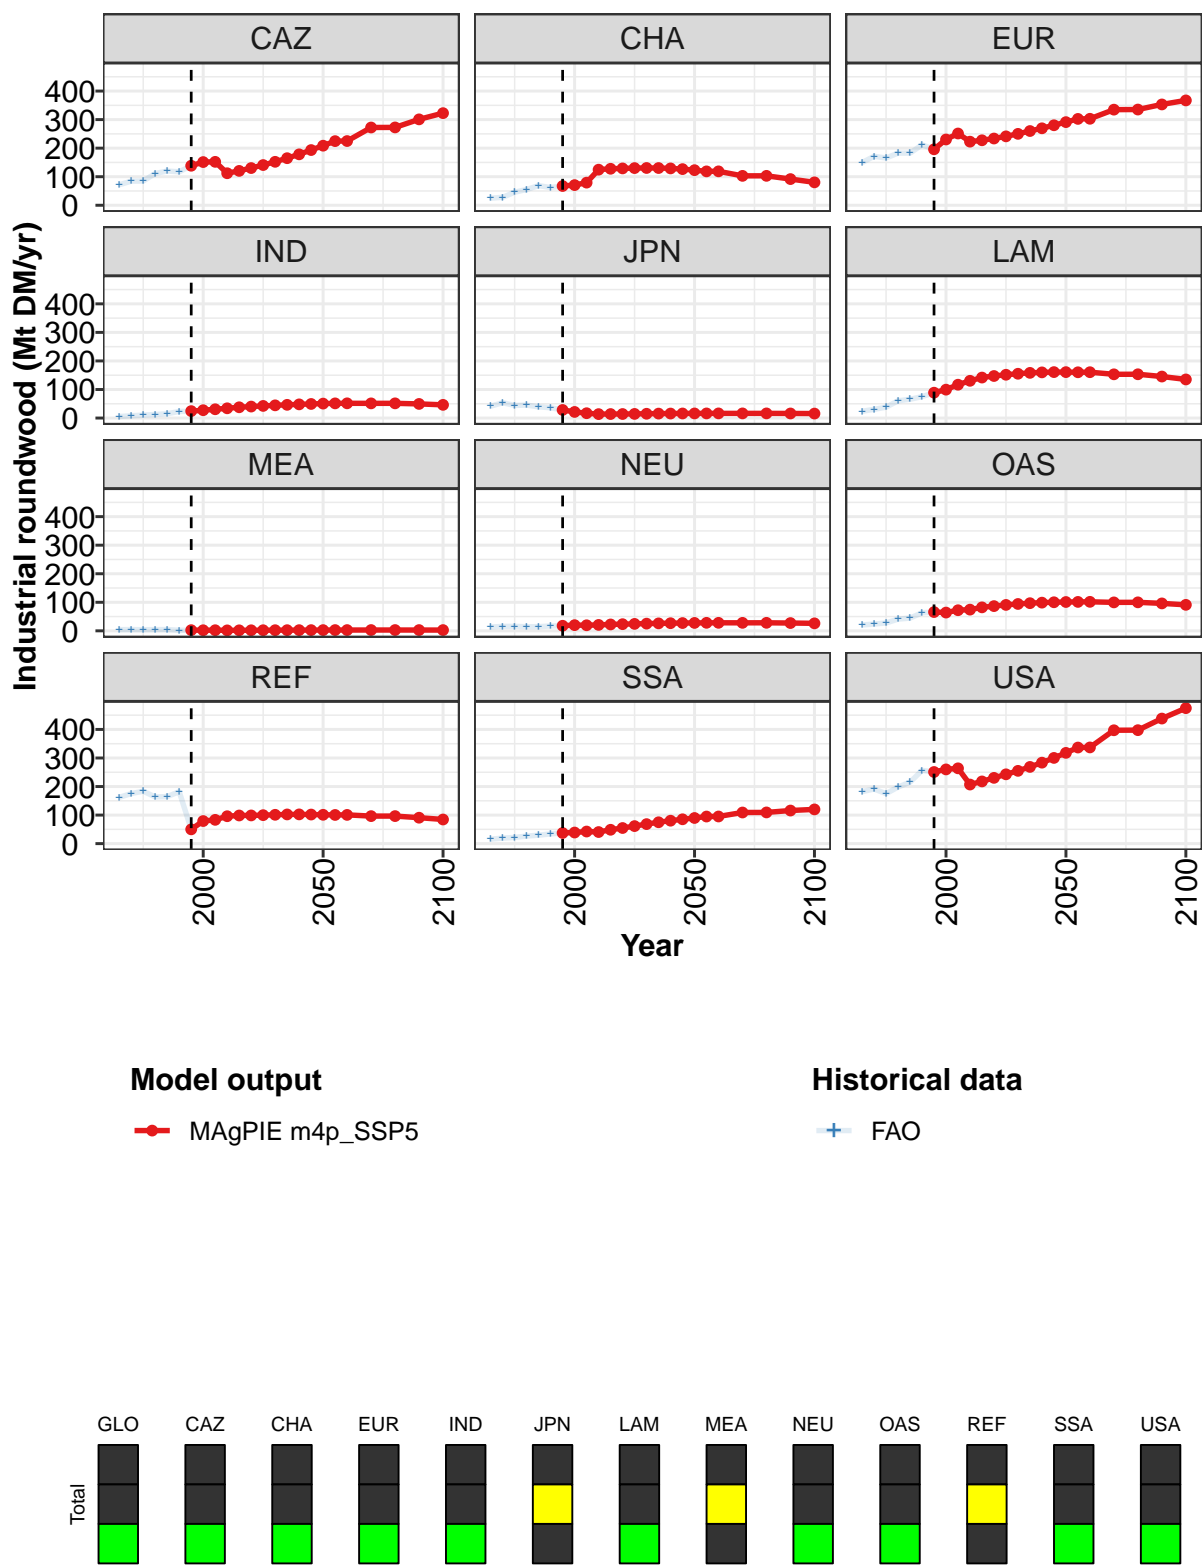 CAZ CHA EUR
400
300
200
100
0
IND JPN LAM
400
300
200
100
0
MEA NEU OAS
400
300
200
100
0
REF SSA USA
400
300
200
100
0
Industrial roundwood (Mt DM/yr)
2000 2050 2100 2000 2050 2100 2000 2050 2100
Year
Model output
MAgPIE m4p_SSP5
Historical data
FAO
GLO CAZ CHA EUR IND JPN LAM MEA NEU OAS REF SSA USA
Total